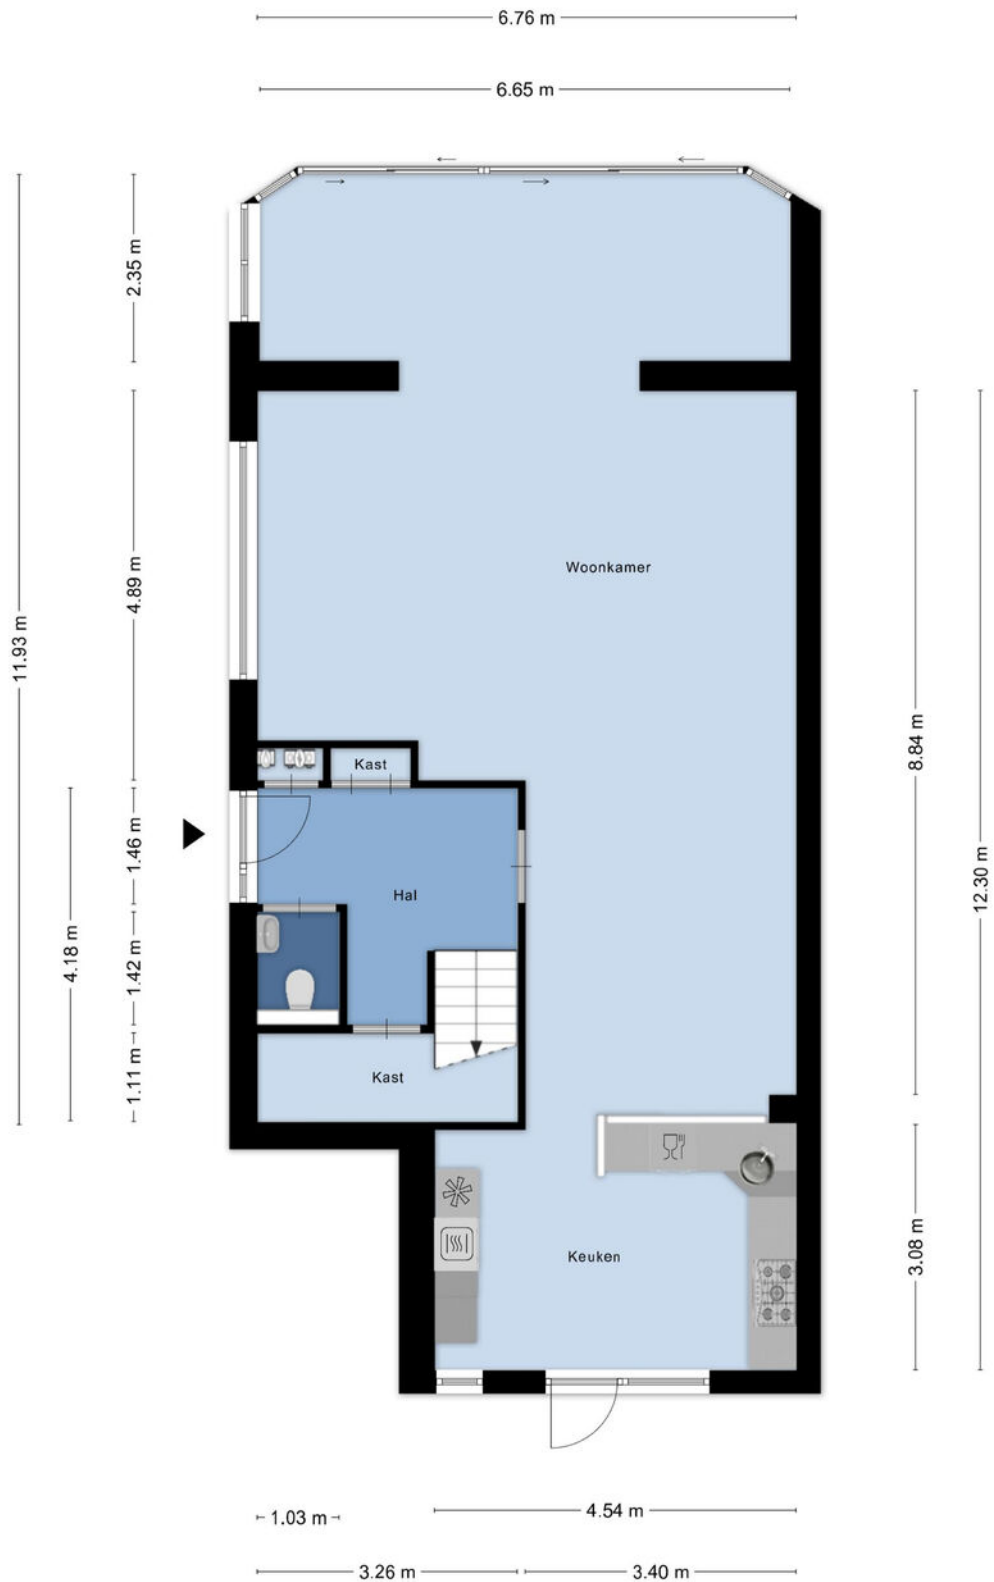 6.76 m
6.65 m
2.35 m
4.89 m
11.93 m
Woonkamer
8.84 m
Kast
1.46 m
Hal
12.30 m
4.18 m
1.42 m
1.11 m
Kast
3.08 m
Keuken
4.54 m
1.03 m
3.26 m
3.40 m